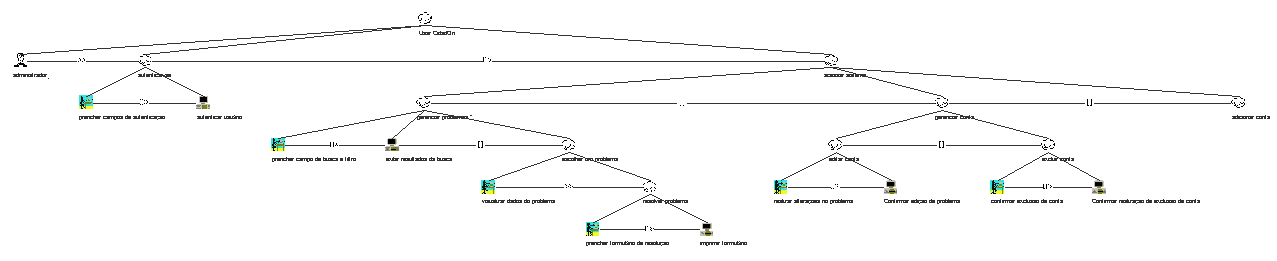 Usar CidadOn
administrador
>>
autenticar-se
[]>>
acessar sistema
preencher campos de autenticação
[]>>
autenticar usuário
gerenciar problemas
gerenciar conta
[]
adicionar conta
preencher campo de busca e filtro
[]>>
exibir resultados da busca
[]
escolher um problema
editar conta
[]
excluir conta
visualizar dados do problema
>>
resolver problema
realizar alterações no problema
Confirmar edição de problema
confirmar exclusão de conta
[]>>
Confirmar realização de exclusão de conta
preencher formulário de resolução
[]>>
imprimir formulário